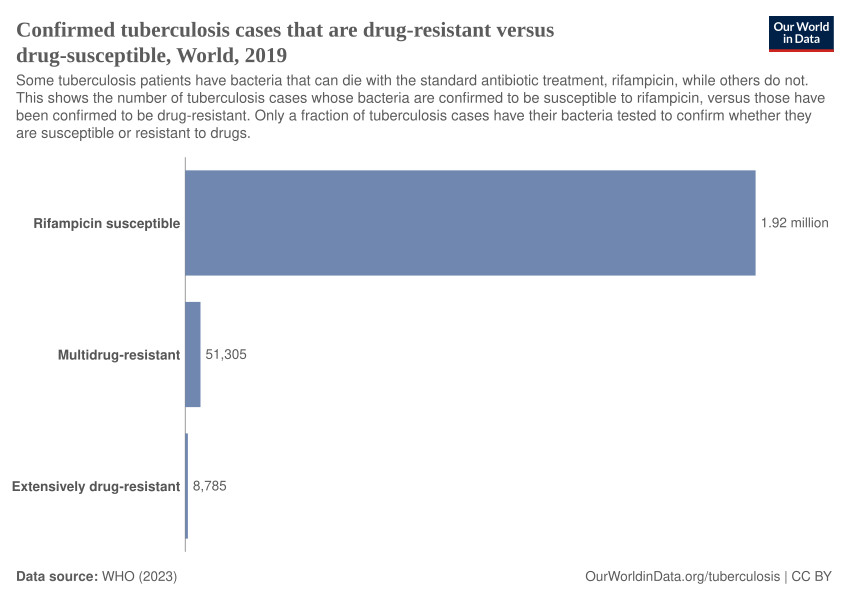 Confirmed tuberculosis cases that are drug-resistant versus
drug-susceptible, World, 2019
Our World
in Data
Some tuberculosis patients have bacteria that can die with the standard antibiotic treatment, rifampicin, while others do not.
This shows the number of tuberculosis cases whose bacteria are confirmed to be susceptible to rifampicin, versus those have
been confirmed to be drug-resistant. Only a fraction of tuberculosis cases have their bacteria tested to confirm whether they
are susceptible or resistant to drugs.
Rifampicin susceptible 1.92 million
Multidrug-resistant 51,305
Extensively drug-resistant 8,785
Data source: WHO (2023) OurWorldinData.org/tuberculosis | CC BY